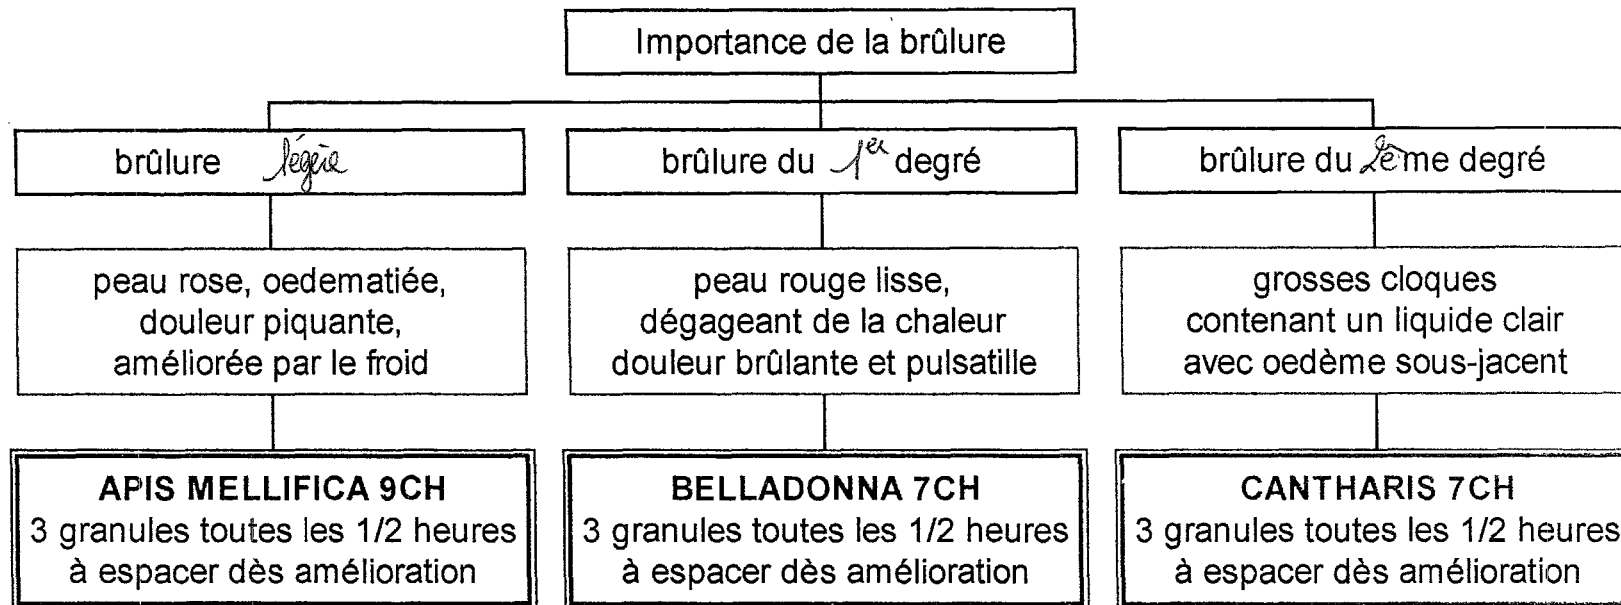 Importance de la brûlure
brûlure légère
brûlure du 1er degré
brûlure du 2ème degré
peau rose, oedematiée,
douleur piquante,
améliorée par le froid
peau rouge lisse,
dégageant de la chaleur
douleur brûlante et pulsatille
grosses cloques
contenant un liquide clair
avec oedème sous-jacent
APIS MELLIFICA 9CH
3 granules toutes les 1/2 heures
à espacer dès amélioration
BELLADONNA 7CH
3 granules toutes les 1/2 heures
à espacer dès amélioration
CANTHARIS 7CH
3 granules toutes les 1/2 heures
à espacer dès amélioration